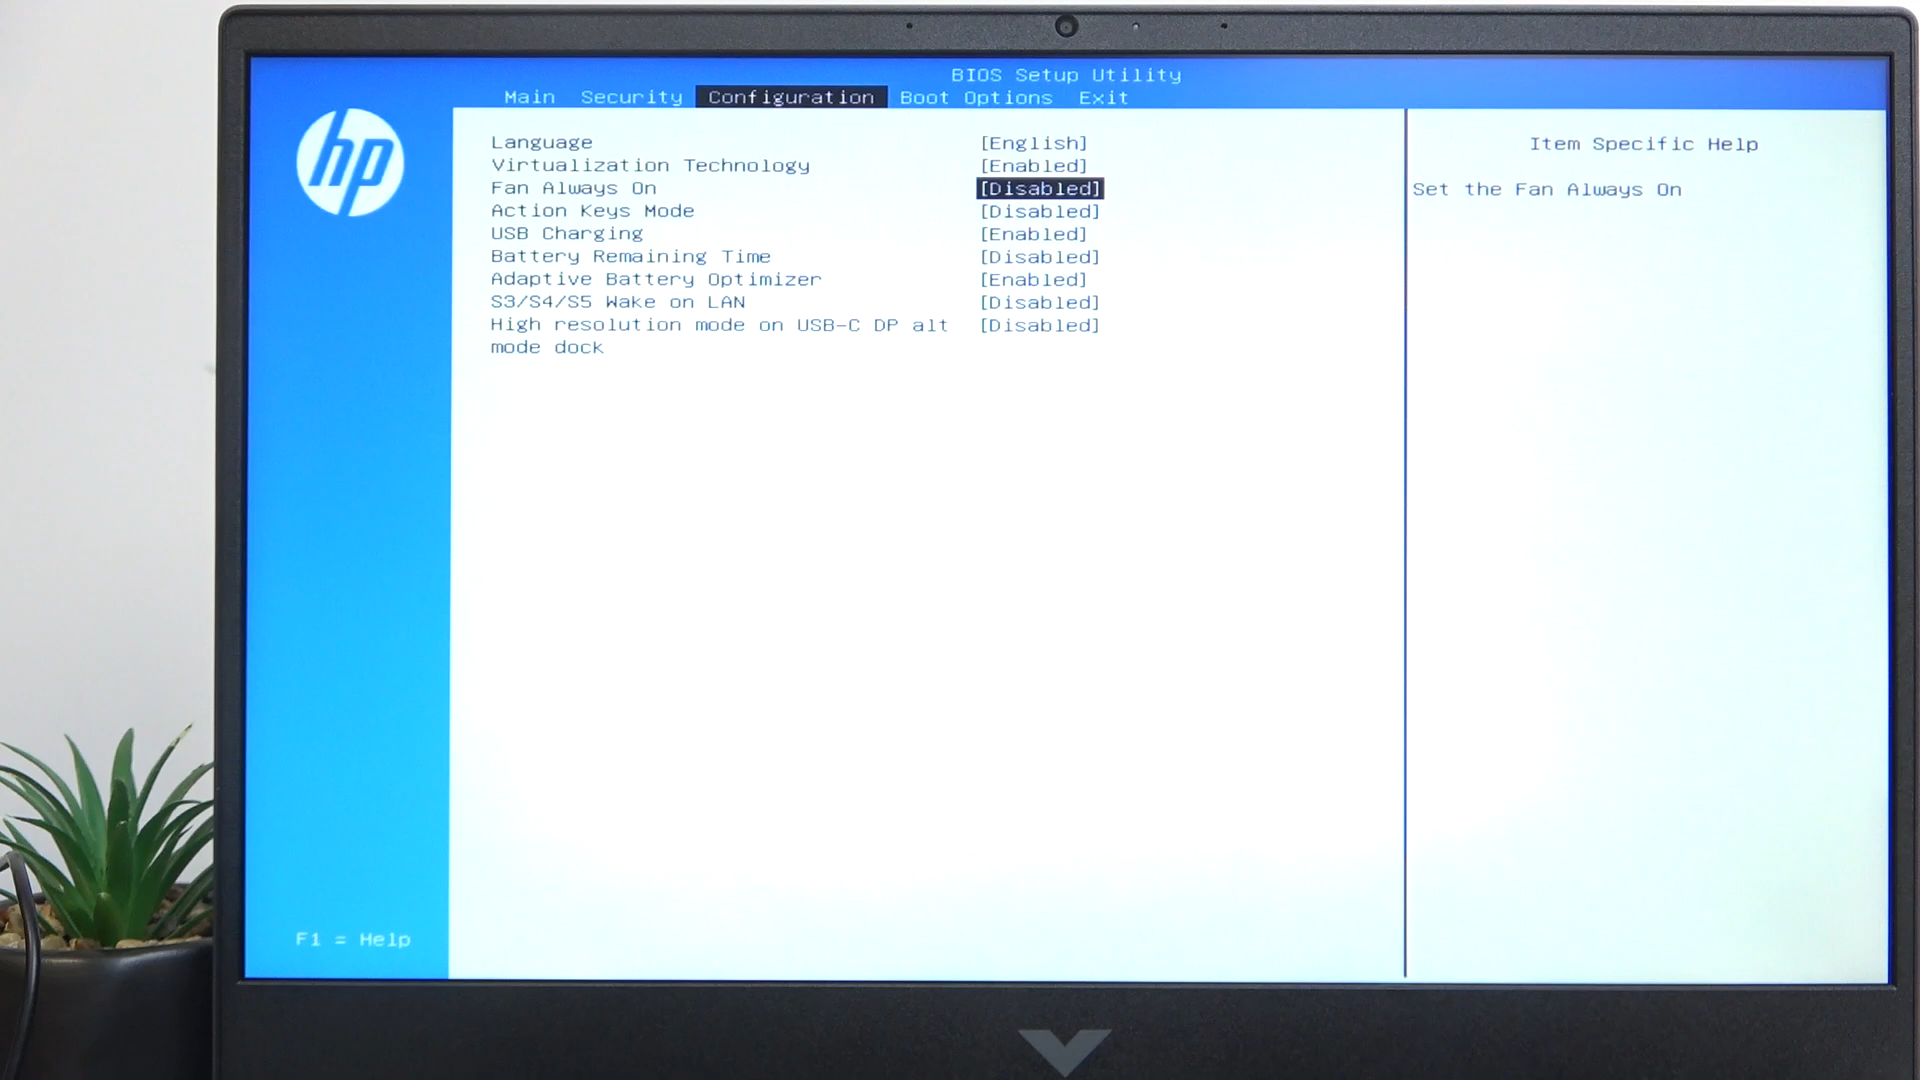 BIOS Setup Utility
Main Security Configuration Boot Options Exit
hp
Language [English]
Virtualization Technology [Enabled]
Fan Always On [Disabled]
Action Keys Mode [Disabled]
USB Charging [Enabled]
Battery Remaining Time [Disabled]
Adaptive Battery Optimizer [Enabled]
S3/S4/S5 Wake on LAN [Disabled]
High resolution mode on USB-C DP alt [Disabled]
mode dock
Item Specific Help
Set the Fan Always On
F1 = Help